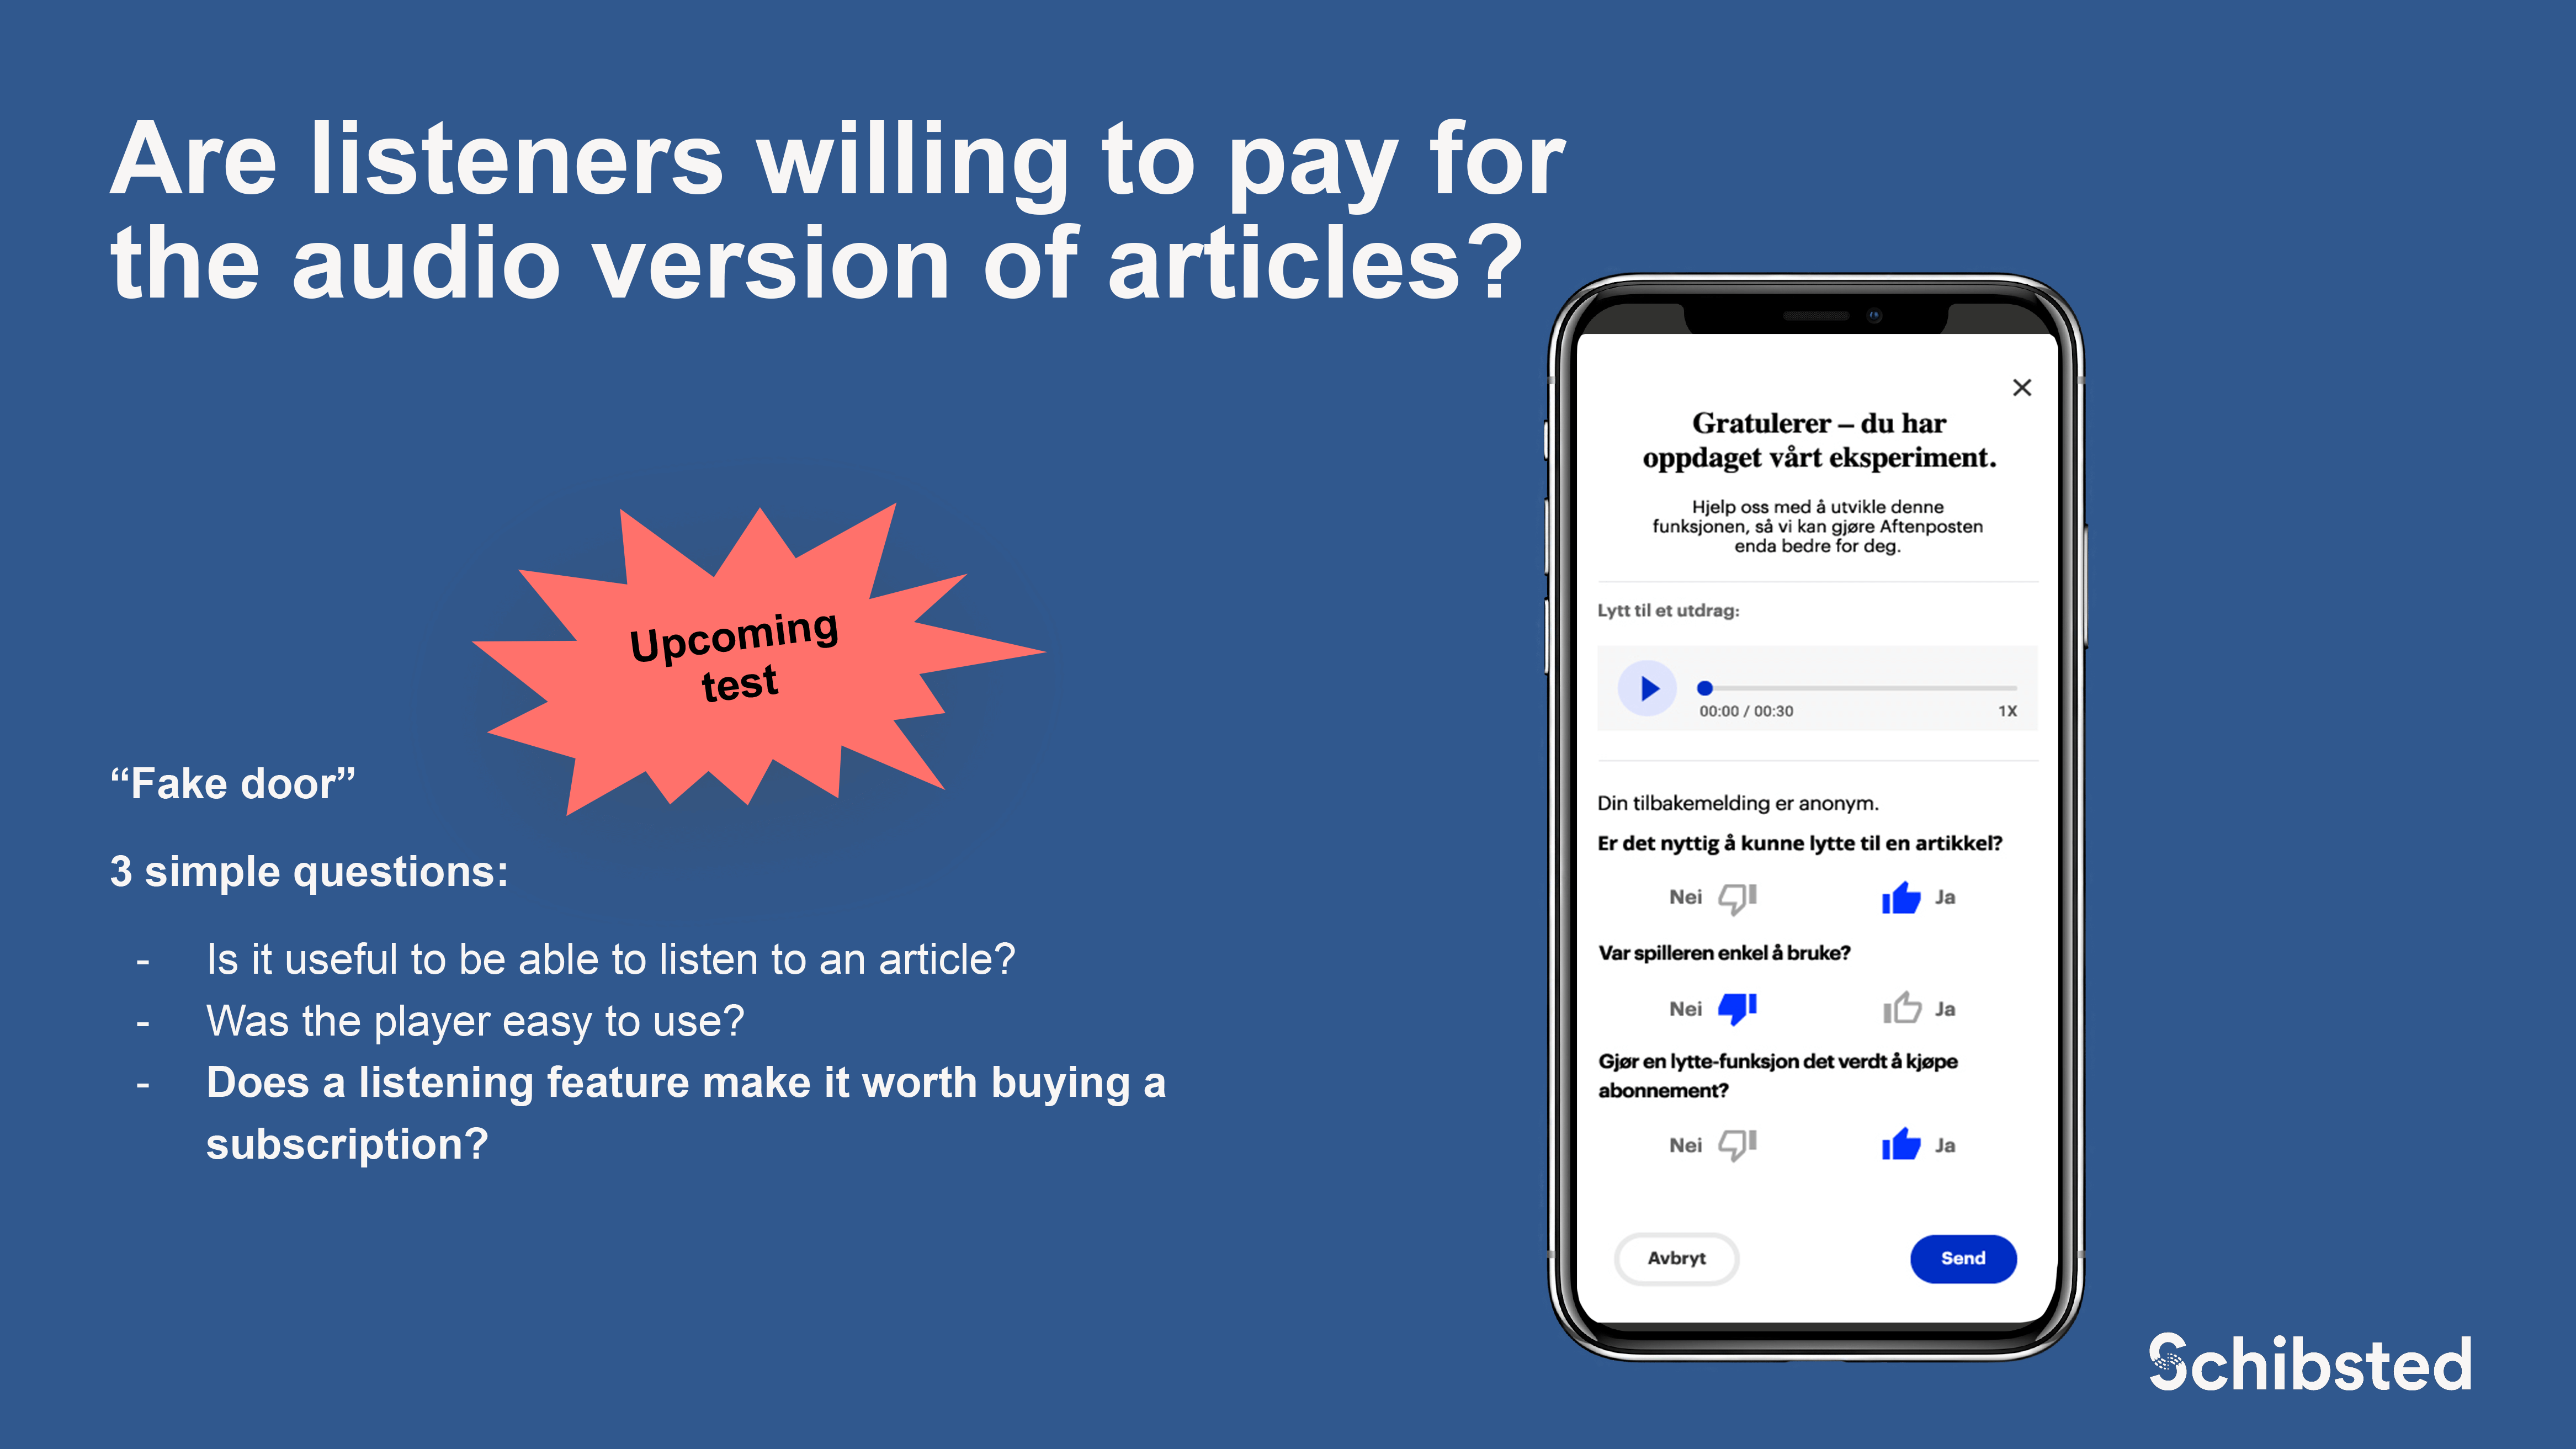 Are listeners willing to pay for
the audio version of articles?
Upcoming
test
“Fake door”
3 simple questions:
- Is it useful to be able to listen to an article?
- Was the player easy to use?
- Does a listening feature make it worth buying a
subscription?
Gratulerer – du har
oppdaget vårt eksperiment.
Hjelp oss med å utvikle denne
funksjonen, så vi kan gjøre Aftenposten
enda bedre for deg.
Lytt til et utdrag:
00:00 / 00:30 1X
Din tilbakemelding er anonym.
Er det nyttig å kunne lytte til en artikkel?
Nei Ja
Var spilleren enkel å bruke?
Nei Ja
Gjør en lytte-funksjon det verdt å kjøpe
abonnement?
Nei Ja
Avbryt Send
Schibsted